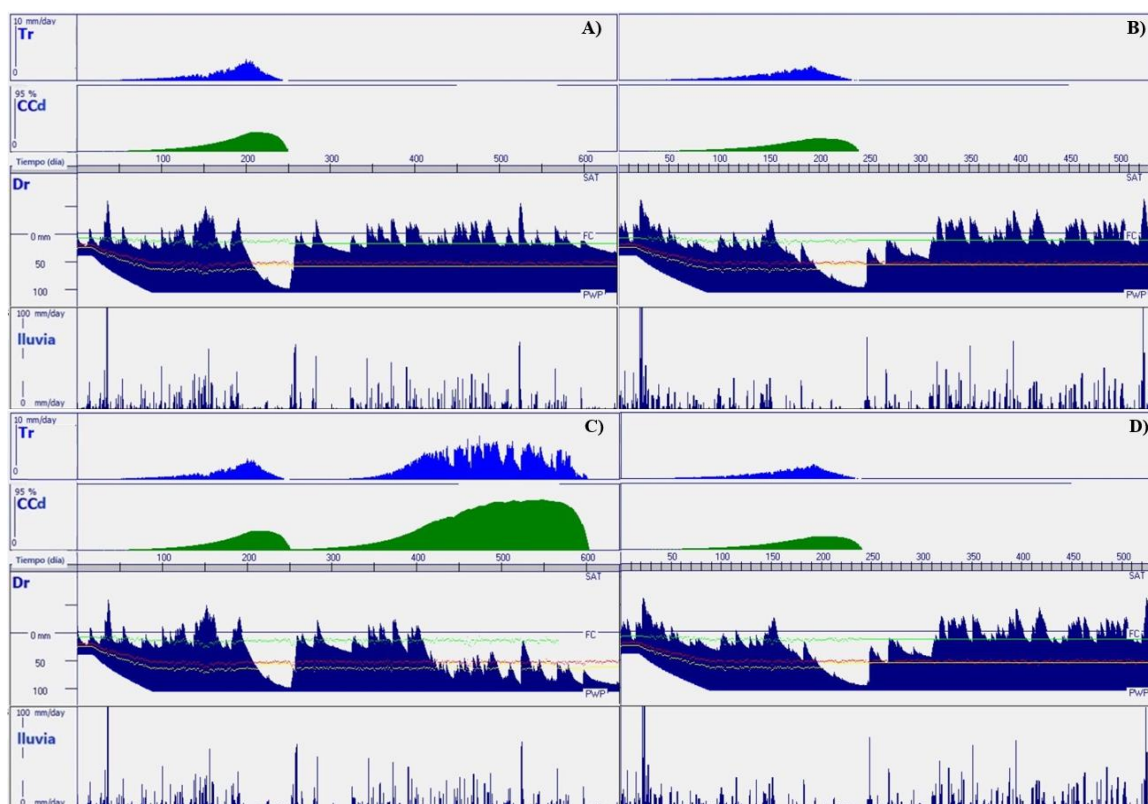 10 mm/day
Tr
0
A)
B)
95 %
CCd
0
Tiempo (día) 100 200 300 400 500 600
50 100 150 200 250 300 350 400 450 500
Dr
SAT
SAT
0 mm
FC
FC
50
100
PWP
PWP
100 mm/day
lluvia
0 mm/day
10 mm/day
Tr
0
C)
D)
95 %
CCd
0
Tiempo (día) 100 200 300 400 500 600
50 100 150 200 250 300 350 400 450 500
Dr
SAT
SAT
0 mm
FC
FC
50
100
PWP
PWP
100 mm/day
lluvia
0 mm/day